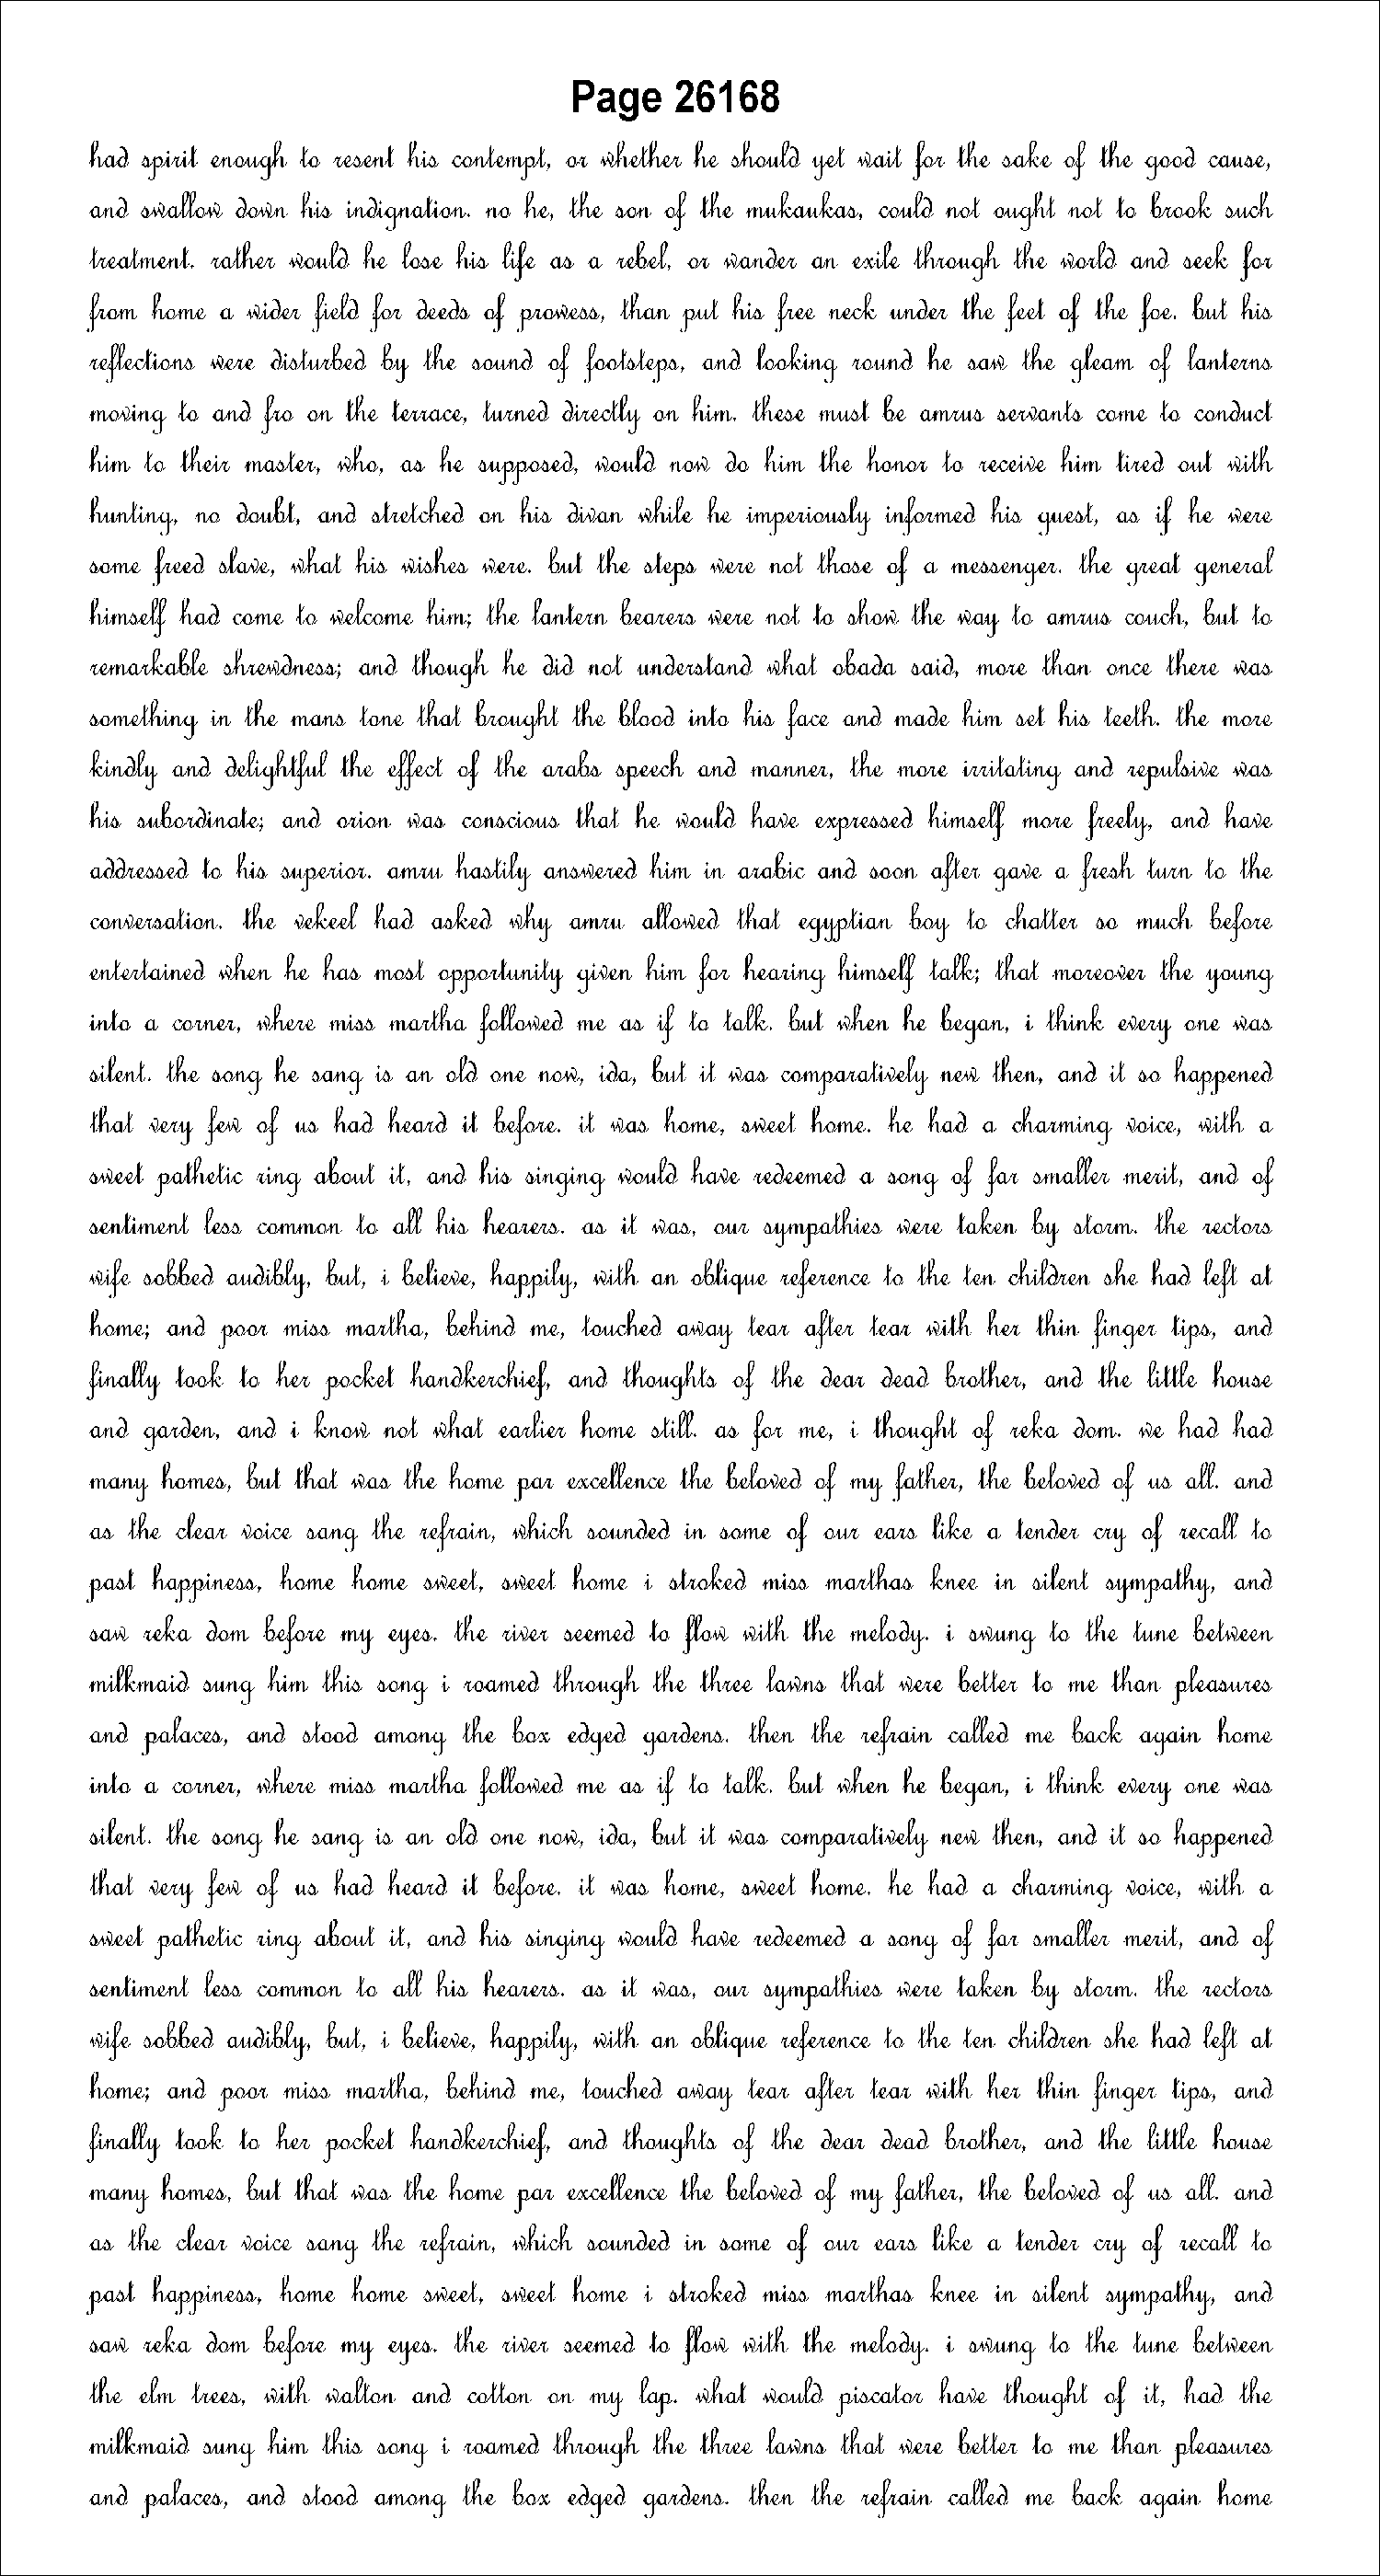 Page 26168
had spirit enough to resent his contempt, or whether he should yet wait for the sake of the good cause,
and swallow down his indignation. no he, the son of the mukaukas, could not ought not to brook such
treatment. rather would he lose his life as a rebel, or wander an exile through the world and seek for
from home a wider field for deeds of prowess, than put his free neck under the feet of the foe. but his
reflections were disturbed by the sound of footsteps, and looking round he saw the gleam of lanterns
moving to and fro on the terrace, turned directly on him. these must be amrus servants come to conduct
him to their master, who, as he supposed, would now do him the honor to receive him tired out with
hunting, no doubt, and stretched on his divan while he imperiously informed his guest, as if he were
some freed slave, what his wishes were. but the steps were not those of a messenger. the great general
himself had come to welcome him; the lantern bearers were not to show the way to amrus couch, but to
remarkable shrewdness; and though he did not understand what obada said, more than once there was
something in the mans tone that brought the blood into his face and made him set his teeth. the more
kindly and delightful the effect of the arabs speech and manner, the more irritating and repulsive was
his subordinate; and orion was conscious that he would have expressed himself more freely, and have
addressed to his superior. amru hastily answered him in arabic and soon after gave a fresh turn to the
conversation. the vekeel had asked why amru allowed that egyptian boy to chatter so much before
entertained when he has most opportunity given him for hearing himself talk; that moreover the young
into a corner, where miss martha followed me as if to talk. but when he began, i think every one was
silent. the song he sang is an old one now, ida, but it was comparatively new then, and it so happened
that very few of us had heard it before. it was home, sweet home. he had a charming voice, with a
sweet pathetic ring about it, and his singing would have redeemed a song of far smaller merit, and of
sentiment less common to all his hearers. as it was, our sympathies were taken by storm. the rectors
wife sobbed audibly, but, i believe, happily, with an oblique reference to the ten children she had left at
home; and poor miss martha, behind me, touched away tear after tear with her thin finger tips, and
finally took to her pocket handkerchief, and thoughts of the dear dead brother, and the little house
and garden, and i know not what earlier home still. as for me, i thought of reka dom. we had had
many homes, but that was the home par excellence the beloved of my father, the beloved of us all. and
as the clear voice sang the refrain, which sounded in some of our ears like a tender cry of recall to
past happiness, home home sweet, sweet home i stroked miss marthas knee in silent sympathy, and
saw reka dom before my eyes. the river seemed to flow with the melody. i swung to the tune between
milkmaid sung him this song i roamed through the three lawns that were better to me than pleasures
and palaces, and stood among the box edged gardens. then the refrain called me back again home
into a corner, where miss martha followed me as if to talk. but when he began, i think every one was
silent. the song he sang is an old one now, ida, but it was comparatively new then, and it so happened
that very few of us had heard it before. it was home, sweet home. he had a charming voice, with a
sweet pathetic ring about it, and his singing would have redeemed a song of far smaller merit, and of
sentiment less common to all his hearers. as it was, our sympathies were taken by storm. the rectors
wife sobbed audibly, but, i believe, happily, with an oblique reference to the ten children she had left at
home; and poor miss martha, behind me, touched away tear after tear with her thin finger tips, and
finally took to her pocket handkerchief, and thoughts of the dear dead brother, and the little house
many homes, but that was the home par excellence the beloved of my father, the beloved of us all. and
as the clear voice sang the refrain, which sounded in some of our ears like a tender cry of recall to
past happiness, home home sweet, sweet home i stroked miss marthas knee in silent sympathy, and
saw reka dom before my eyes. the river seemed to flow with the melody. i swung to the tune between
the elm trees, with walton and cotton on my lap. what would piscator have thought of it, had the
milkmaid sung him this song i roamed through the three lawns that were better to me than pleasures
and palaces, and stood among the box edged gardens. then the refrain called me back again home